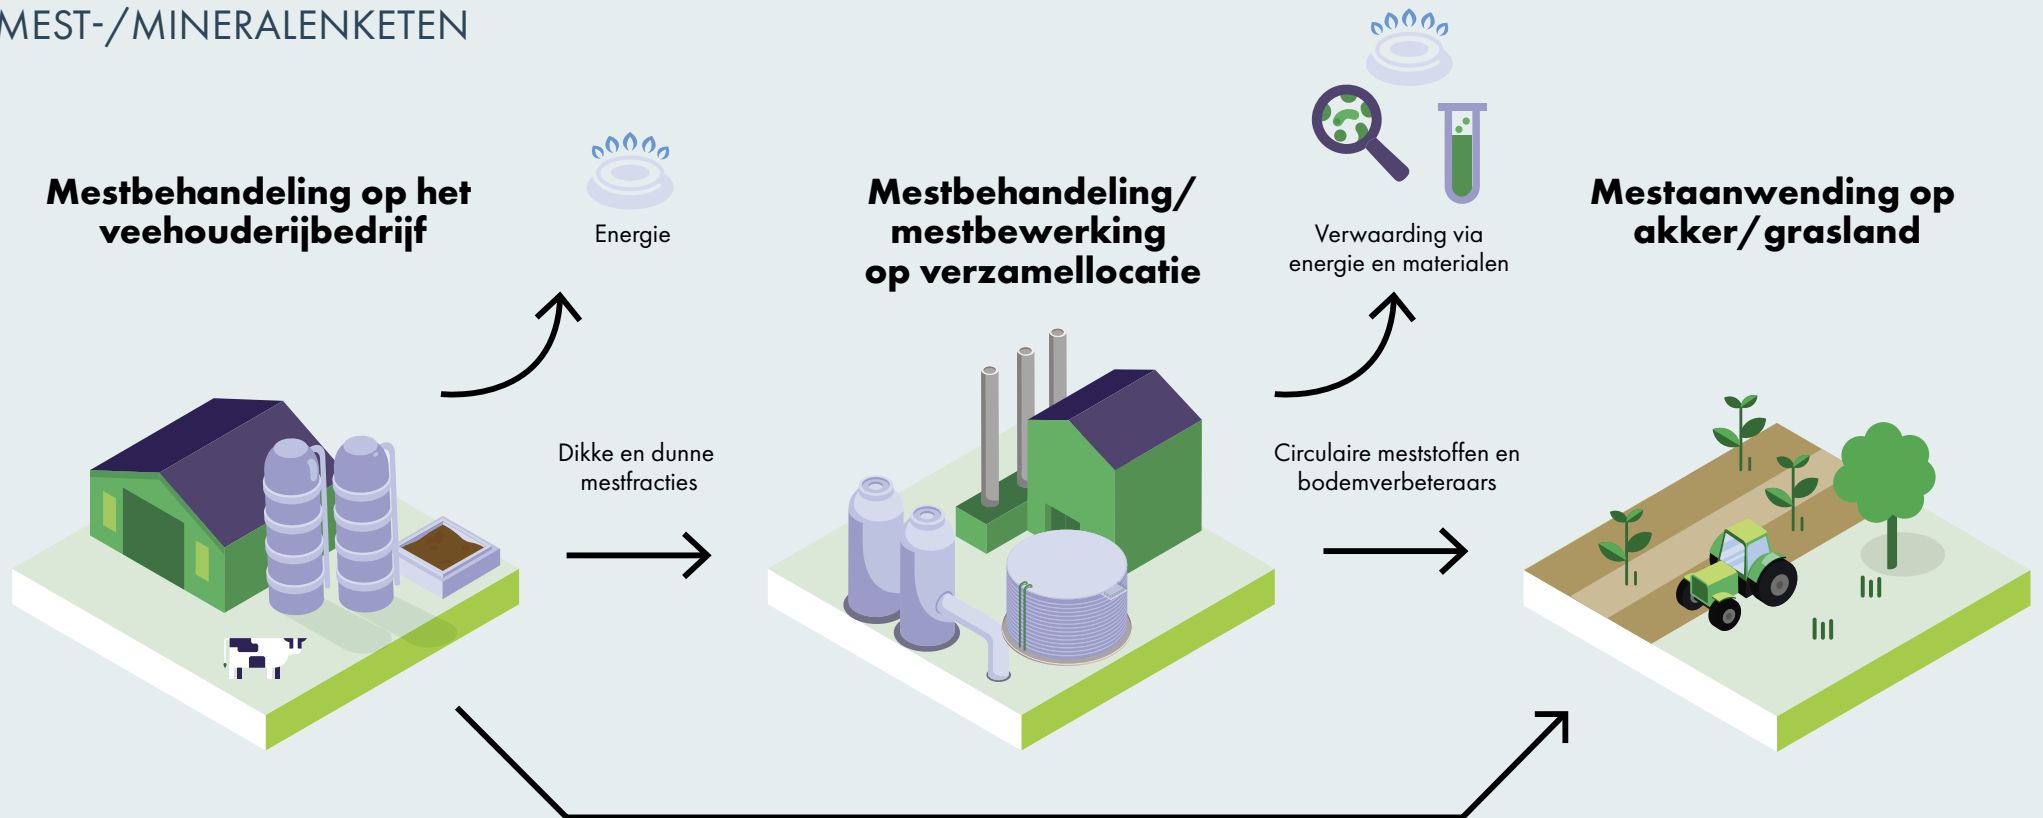 MEST-/MINERALENKETEN
Mestbehandeling op het
veehouderijbedrijf
Energie
Dikke en dunne
mestfracties
Mestbehandeling/
mestbewerking
op verzamellocatie
Verwaarding via
energie en materialen
Circulaire meststoffen en
bodemverbeteraars
Mestaanwending op
akker/grasland